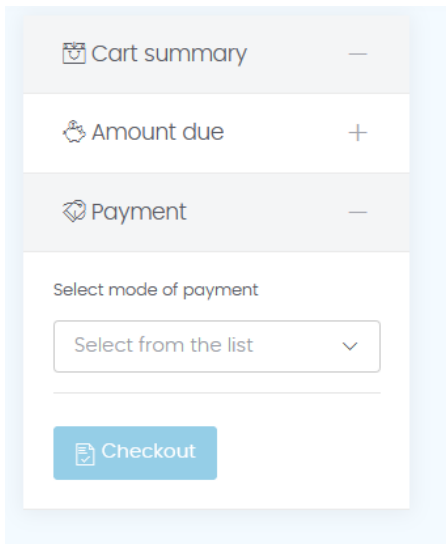 Cart summary
Amount due
Payment
Select mode of payment
Select from the list
Checkout